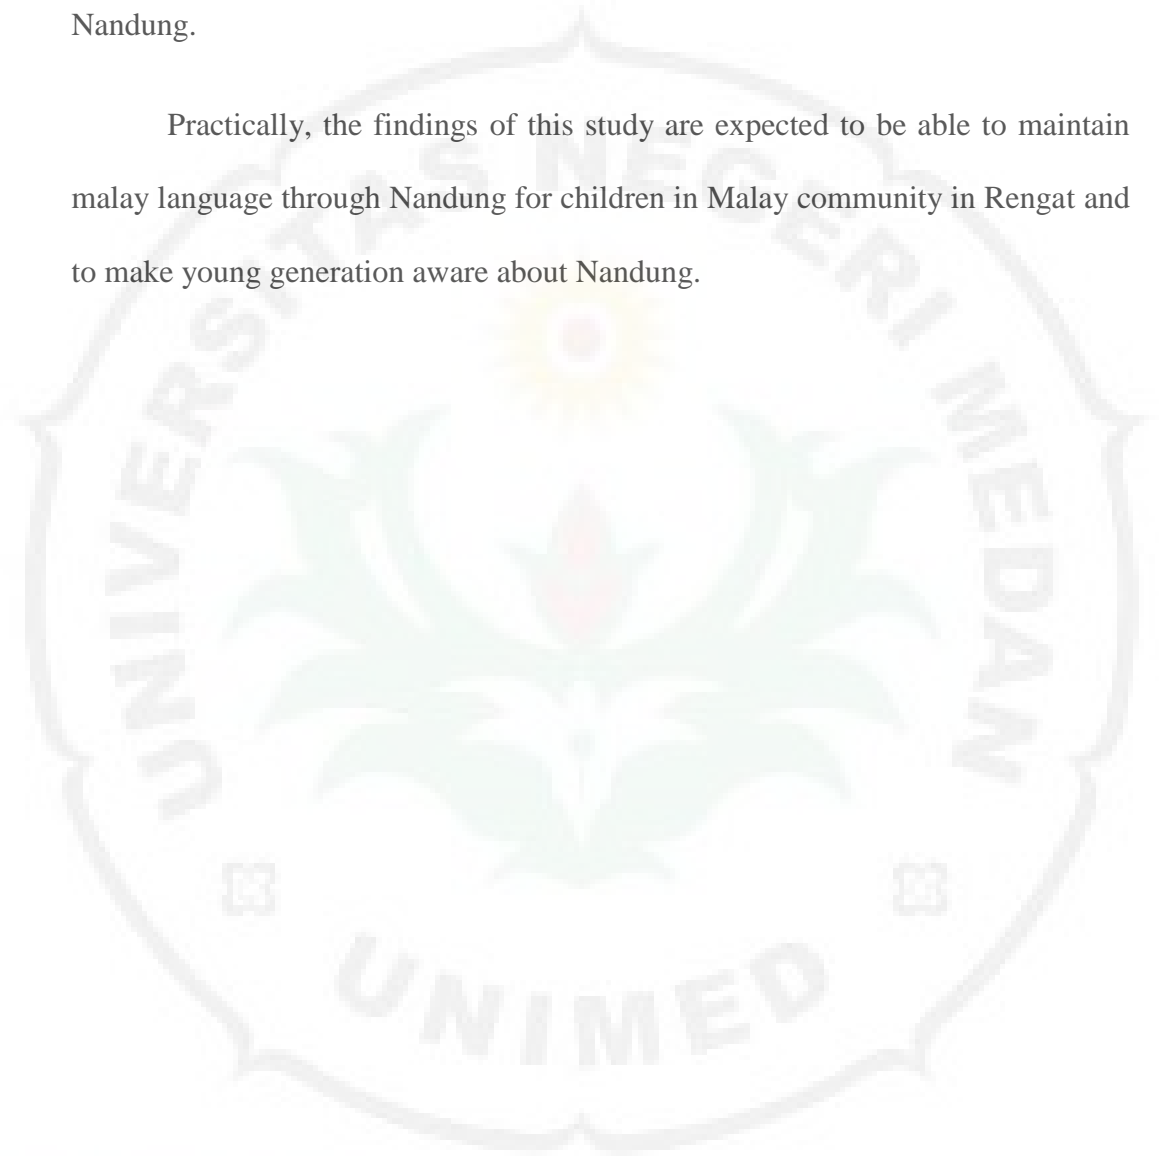 Nandung.
Practically, the findings of this study are expected to be able to maintain
malay language through Nandung for children in Malay community in Rengat and
to make young generation aware about Nandung.
UNIVERSITAS NEGERI MEDAN
UNIMED